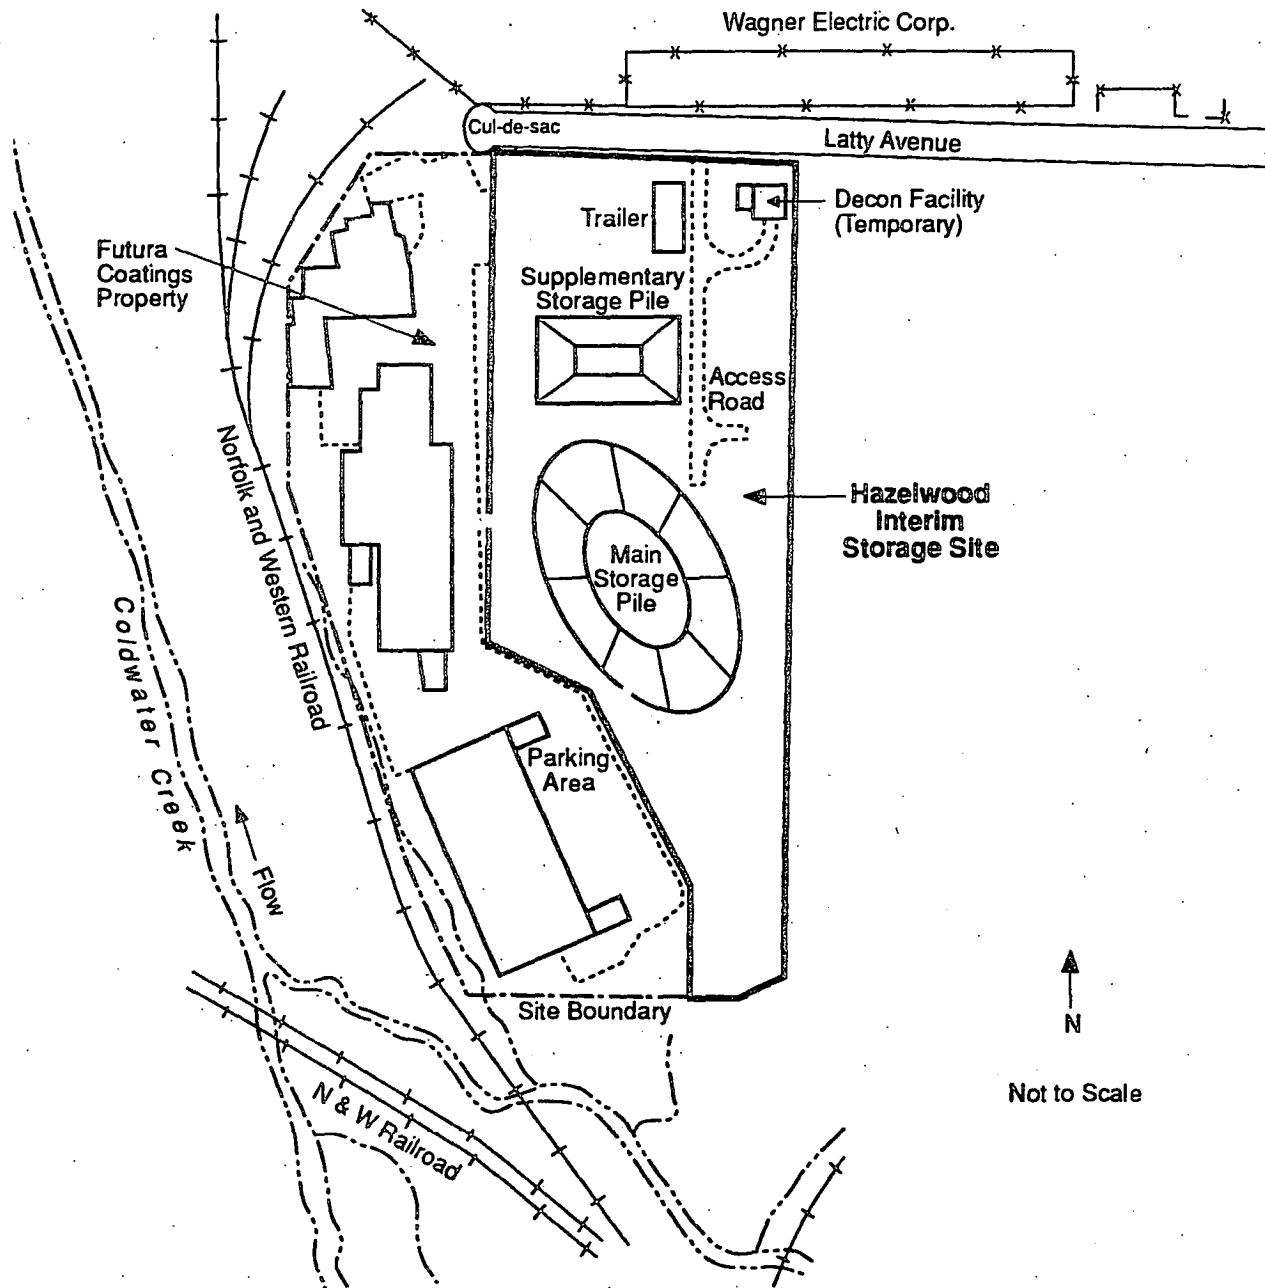 Wagner Electric Corp.
Cul-de-sac
Latty Avenue
Decon Facility
(Temporary)
Trailer
Futura
Coatings
Property
Supplementary
Storage Pile
Access
Road
Norfolk and Western Railroad
Hazelwood
Interim
Storage Site
Main
Storage
Pile
Coldwater Creek
Parking
Area
Flow
Site Boundary
N
N & W Railroad
Not to Scale